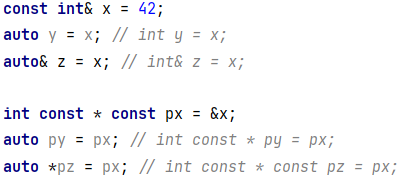 const int& x = 42;
auto y = x; // int y = x;
auto& z = x; // int& z = x;
int const * const px = &x;
auto py = px; // int const * py = px;
auto *pz = px; // int const * const pz = px;